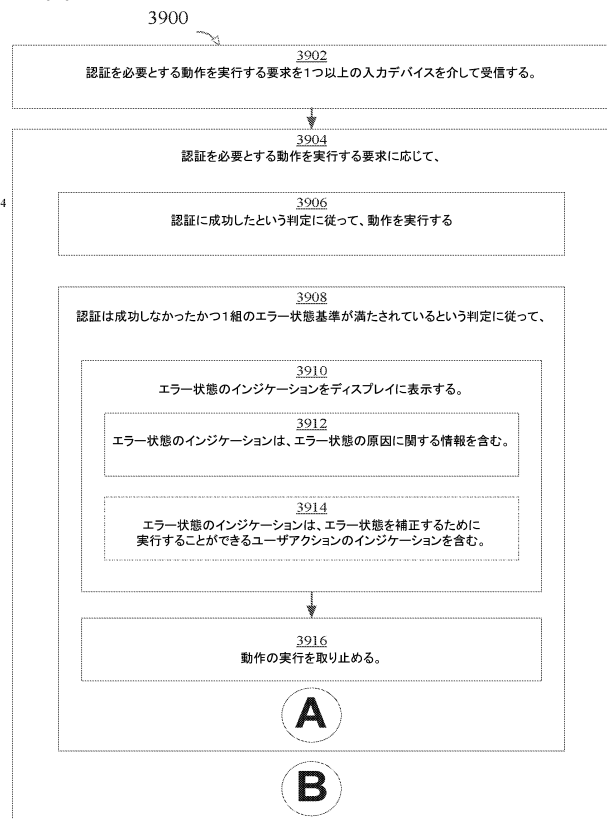 3900
3902
認証を必要とする動作を実行する要求を1つ以上の入力デバイスを介して受信する。
3904
認証を必要とする動作を実行する要求に応じて、
4
3906
認証に成功したという判定に従って、動作を実行する
3908
認証は成功しなかったかつ1組のエラー状態基準が満たされているという判定に従って、
3910
エラー状態のインジケーションをディスプレイに表示する。
3912
エラー状態のインジケーションは、エラー状態の原因に関する情報を含む。
3914
エラー状態のインジケーションは、エラー状態を補正するために
実行することができるユーザアクションのインジケーションを含む。
3916
動作の実行を取り止める。
A
B